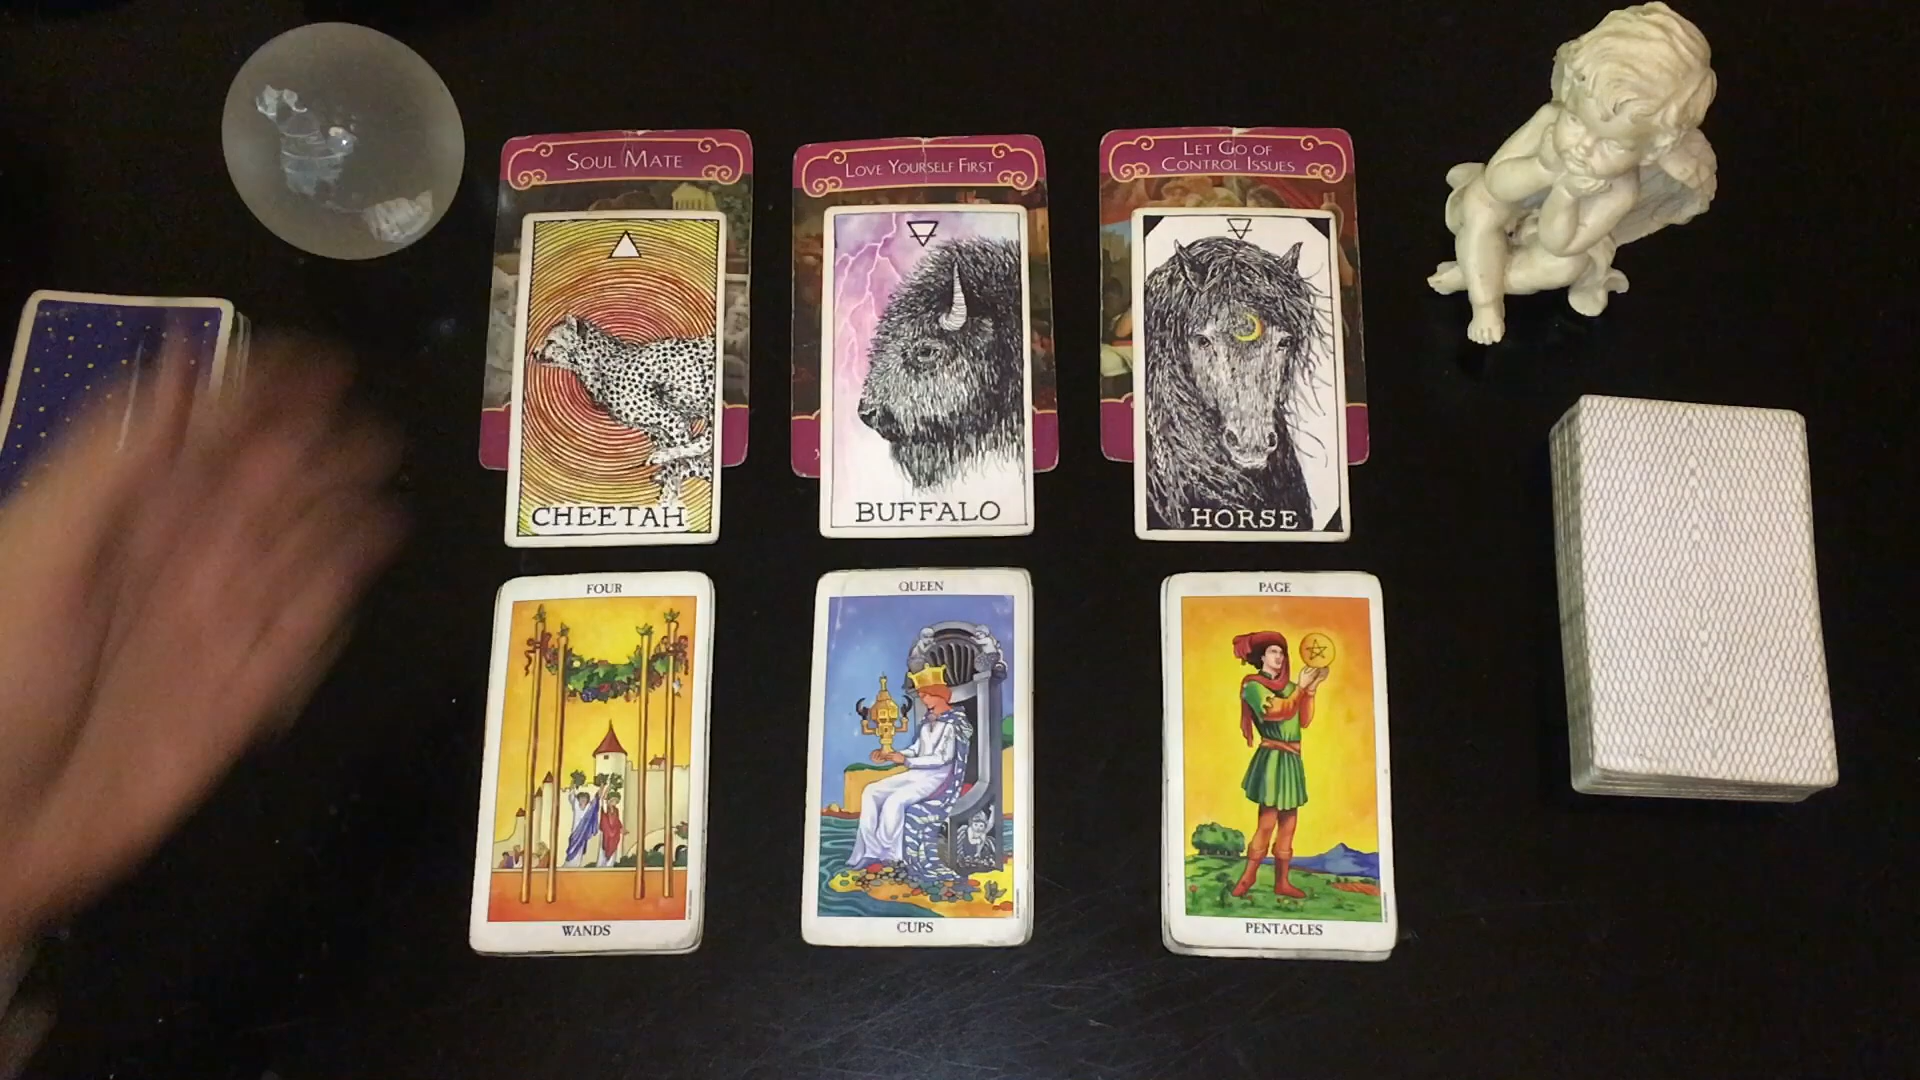 SOUL MATE
LOVE YOURSELF FIRST
LET GO OF
CONTROL ISSUES
CHEETAH
BUFFALO
HORSE
FOUR
QUEEN
PAGE
WANDS
CUPS
PENTACLES